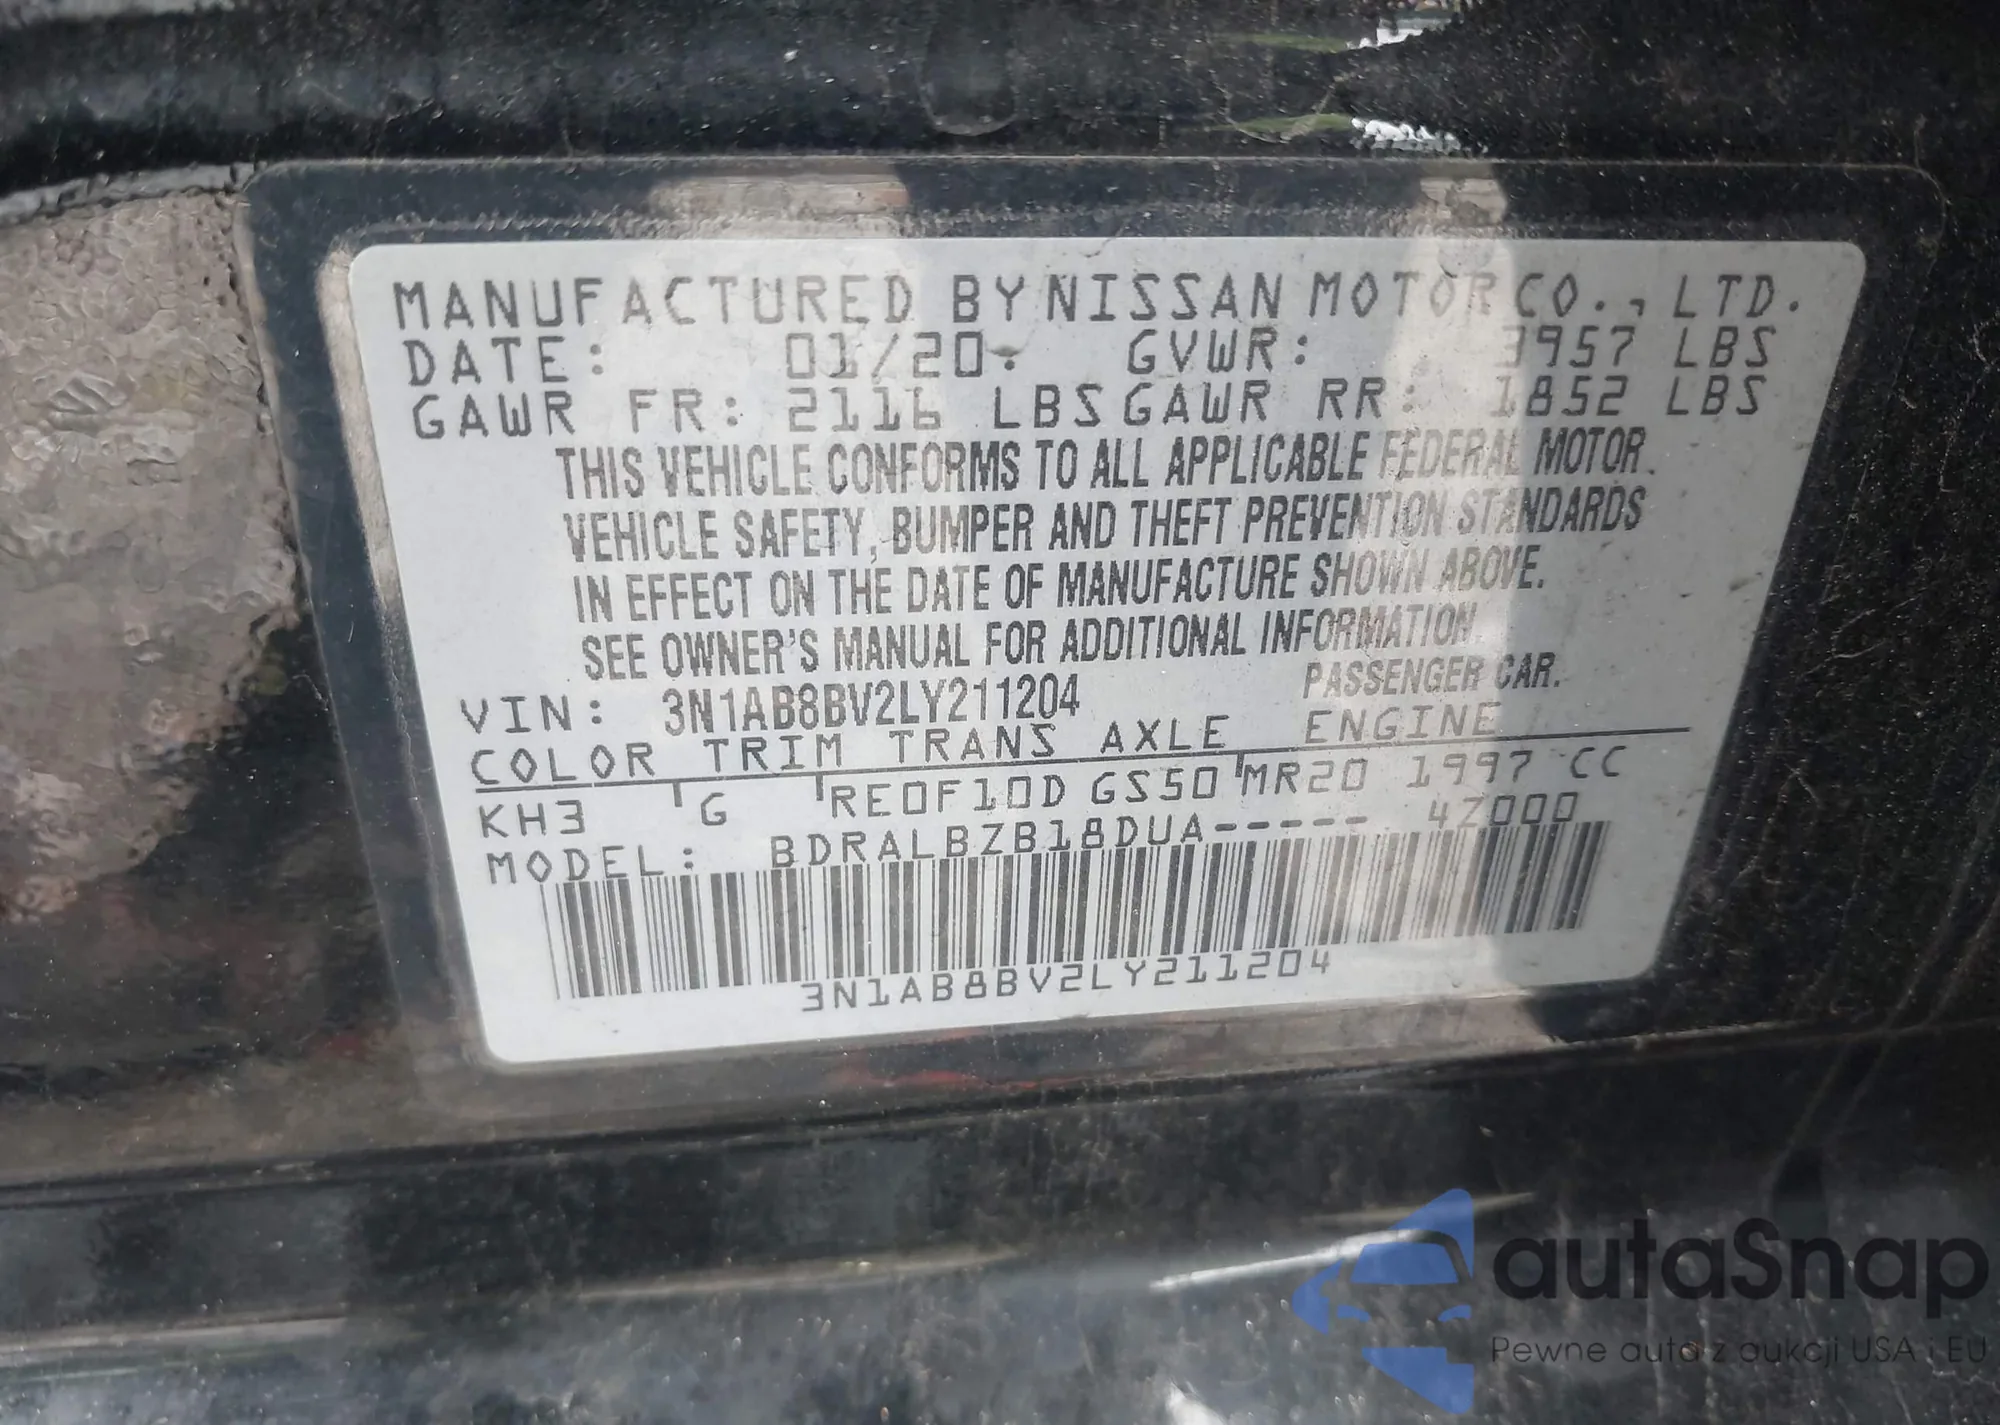 MANUFACTURED BY NISSAN MOTOR CO., LTD.
DATE: 01/20. GVWR: 3957 LBS
GAWR FR: 2116 LBS GAWR RR: 1852 LBS
THIS VEHICLE CONFORMS TO ALL APPLICABLE FEDERAL MOTOR
VEHICLE SAFETY, BUMPER AND THEFT PREVENTION STANDARDS
IN EFFECT ON THE DATE OF MANUFACTURE SHOWN ABOVE.
SEE OWNER'S MANUAL FOR ADDITIONAL INFORMATION.
VIN: 3N1AB8BV2LY211204 PASSENGER CAR.
COLOR TRIM TRANS AXLE ENGINE
KH3 G RE0F10D GS50 MR20 1997 CC
MODEL: BDRALBZB18DUA----- 4Z000
3N1AB8BV2LY211204
autaSnap
Pewne auta z aukcji USA i EU